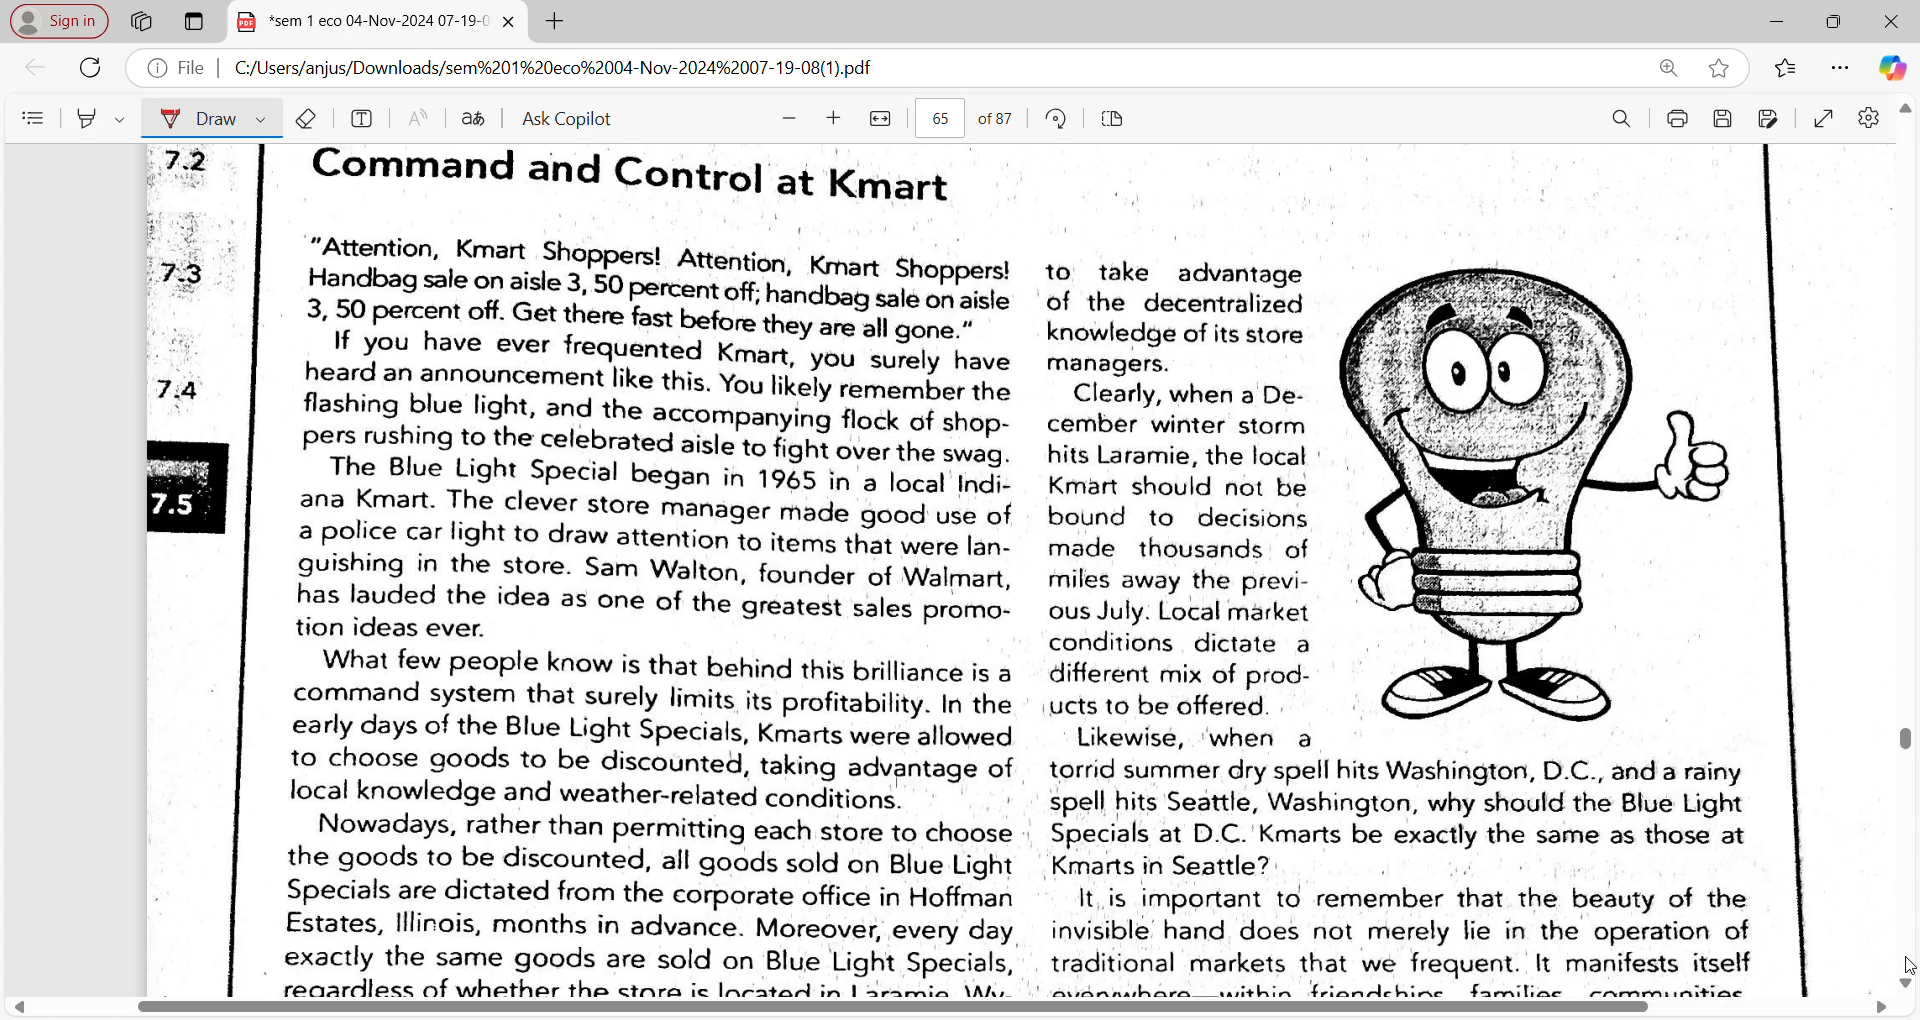 Sign in
*sem 1 eco 04-Nov-2024 07-19-0
File
C:/Users/anjus/Downloads/sem%201%20eco%2004-Nov-2024%2007-19-08(1).pdf
Draw
Ask Copilot
65 of 87
7.2
7.3
7.4
7.5
Command and Control at Kmart
"Attention, Kmart Shoppers! Attention, Kmart Shoppers!
Handbag sale on aisle 3, 50 percent off; handbag sale on aisle
3, 50 percent off. Get there fast before they are all gone."
If you have ever frequented Kmart, you surely have
heard an announcement like this. You likely remember the
flashing blue light, and the accompanying flock of shop-
pers rushing to the celebrated aisle to fight over the swag.
The Blue Light Special began in 1965 in a local Indi-
ana Kmart. The clever store manager made good use of
a police car light to draw attention to items that were lan-
guishing in the store. Sam Walton, founder of Walmart,
has lauded the idea as one of the greatest sales promo-
tion ideas ever.
What few people know is that behind this brilliance is a
command system that surely limits its profitability. In the
early days of the Blue Light Specials, Kmarts were allowed
to choose goods to be discounted, taking advantage of
local knowledge and weather-related conditions.
Nowadays, rather than permitting each store to choose
the goods to be discounted, all goods sold on Blue Light
Specials are dictated from the corporate office in Hoffman
Estates, Illinois, months in advance. Moreover, every day
exactly the same goods are sold on Blue Light Specials,
regardless of whether the store is located in Laramie, Wy-
to take advantage
of the decentralized
knowledge of its store
managers.
Clearly, when a De-
cember winter storm
hits Laramie, the local
Kmart should not be
bound to decisions
made thousands of
miles away the previ-
ous July. Local market
conditions dictate a
different mix of prod-
ucts to be offered.
Likewise, when a
torrid summer dry spell hits Washington, D.C., and a rainy
spell hits Seattle, Washington, why should the Blue Light
Specials at D.C. Kmarts be exactly the same as those at
Kmarts in Seattle?
It is important to remember that the beauty of the
invisible hand does not merely lie in the operation of
traditional markets that we frequent. It manifests itself
everywhere—within friendships, families, communities,